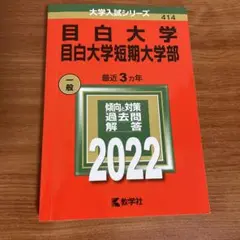 大学入試シリーズ
414
目白大学
目白大学短期大学部
一般
最近3カ年
傾向と対策
過去問
解答
2022
教学社